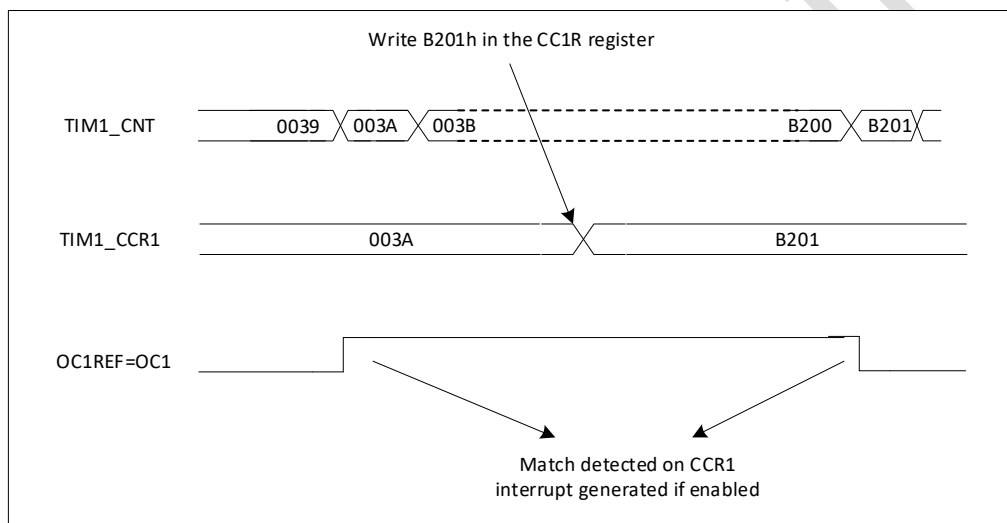 Write B201h in the CC1R register
TIM1_CNT 0039 003A 003B B200 B201
TIM1_CCR1 003A B201
OC1REF=OC1
Match detected on CCR1
interrupt generated if enabled